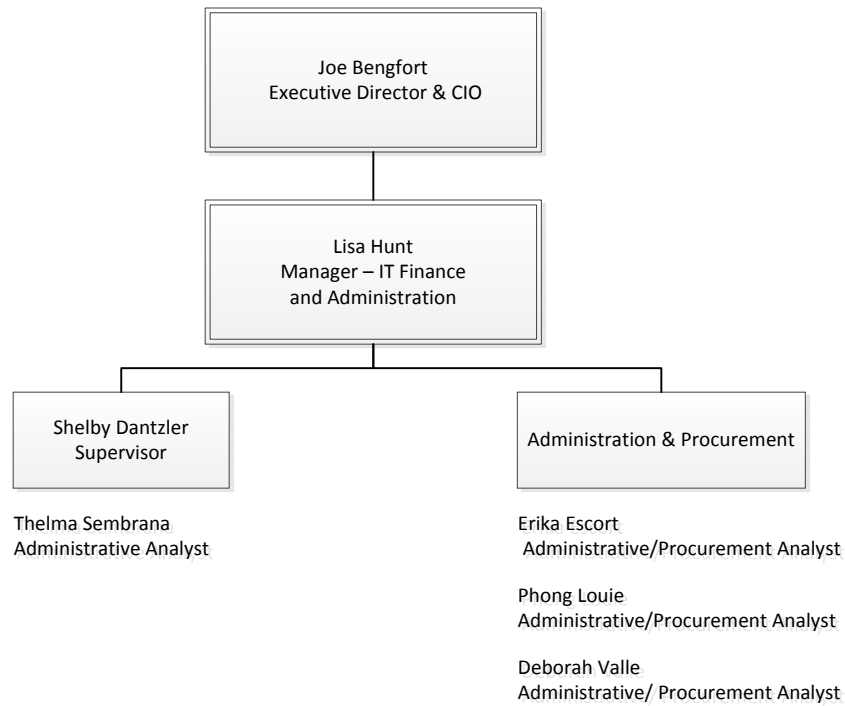 Joe Bengfort
Executive Director & CIO
Lisa Hunt
Manager – IT Finance
and Administration
Shelby Dantzler
Supervisor
Thelma Sembrana
Administrative Analyst
Administration & Procurement
Erika Escort
Administrative/Procurement Analyst
Phong Louie
Administrative/Procurement Analyst
Deborah Valle
Administrative/ Procurement Analyst